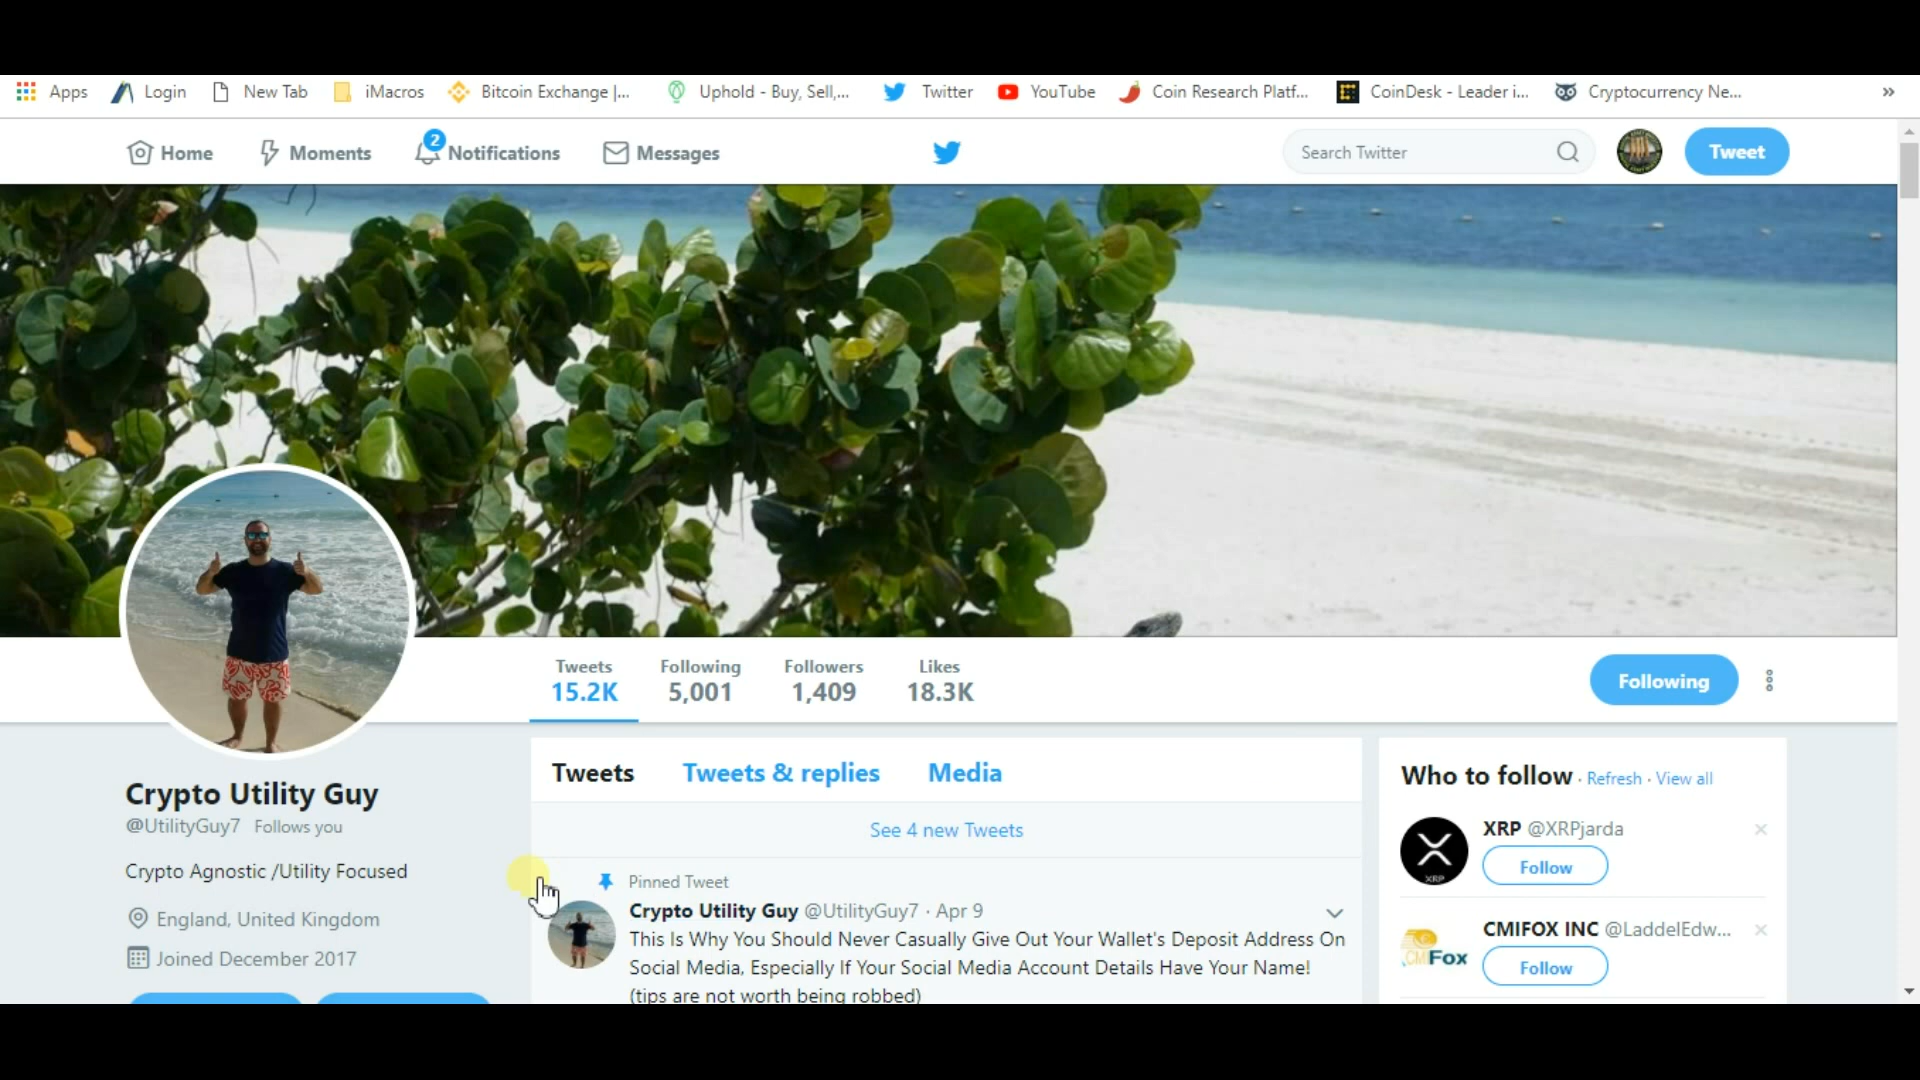 Apps Login New Tab iMacros Bitcoin Exchange |... Uphold - Buy, Sell,... Twitter YouTube Coin Research Platf... CoinDesk - Leader i... Cryptocurrency Ne... »
Home Moments 2 Notifications Messages Search Twitter Tweet
Tweets Following Followers Likes
15.2K 5,001 1,409 18.3K
Following
Crypto Utility Guy
@UtilityGuy7 Follows you
Crypto Agnostic /Utility Focused
England, United Kingdom
Joined December 2017
Tweets Tweets & replies Media
See 4 new Tweets
Pinned Tweet
Crypto Utility Guy @UtilityGuy7 · Apr 9
This Is Why You Should Never Casually Give Out Your Wallet's Deposit Address On
Social Media, Especially If Your Social Media Account Details Have Your Name!
(tips are not worth being robbed)
Who to follow · Refresh · View all
XRP @XRPjarda
XRP
Follow
CMIFOX INC @LaddelEdw...
CMIFox
Follow